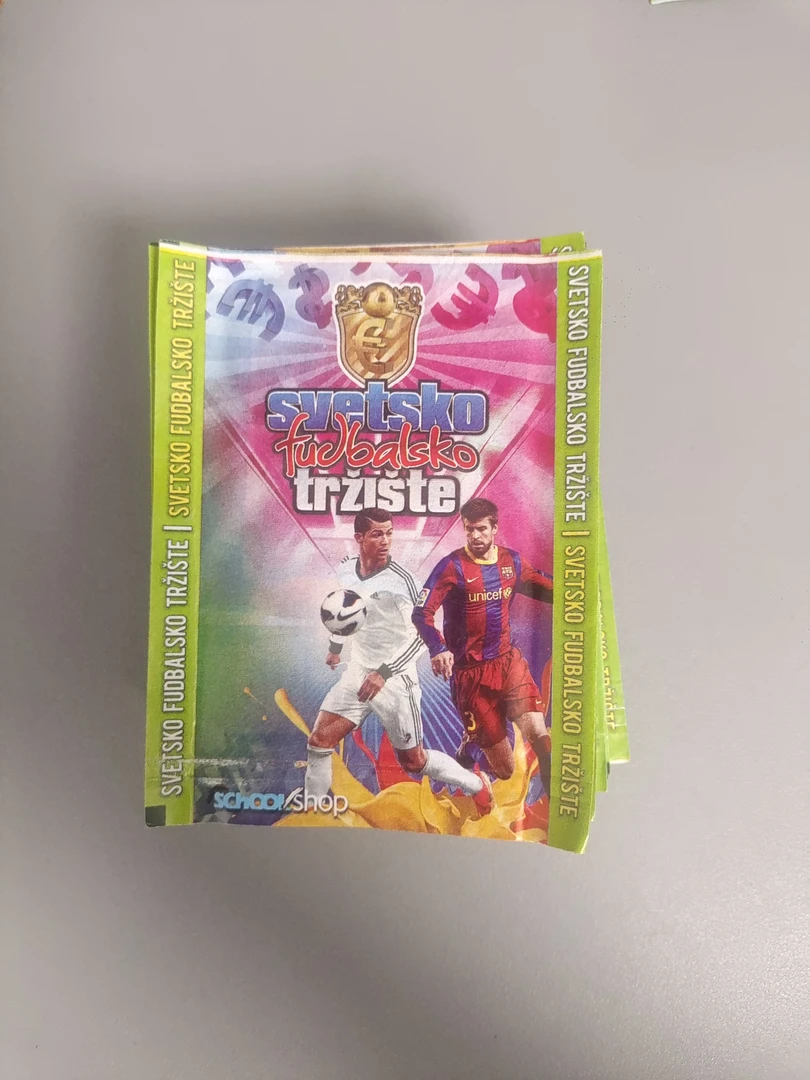 SVETSKO FUDBALSKO TRŽIŠTE | SVETSKO FUDBALSKO TRŽIŠTE
svetsko
fudbalsko
tržište
unicef
3
SCHOOL shop
SVETSKO FUDBALSKO TRŽIŠTE | SVETSKO FUDBALSKO TRŽIŠTE